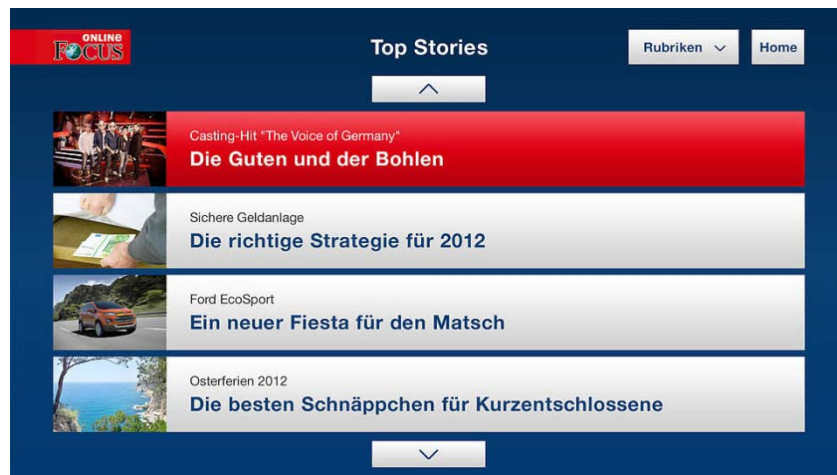 ONLINE
FOCUS
Top Stories
Rubriken
Home
Casting-Hit "The Voice of Germany"
Die Guten und der Bohlen
Sichere Geldanlage
Die richtige Strategie für 2012
Ford EcoSport
Ein neuer Fiesta für den Matsch
Osterferien 2012
Die besten Schnäppchen für Kurzentschlossene